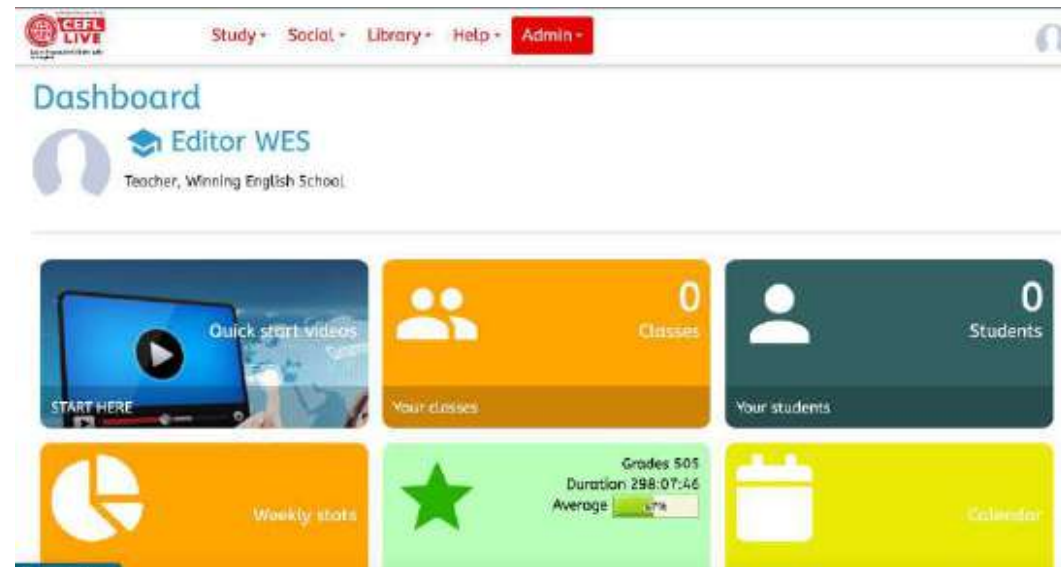 CEFL
LIVE
Study
Social
Library
Help
Admin
Dashboard
Editor WES
Teacher, Winning English School
Quick start videos
START HERE
0
Classes
Your classes
0
Students
Your students
Weekly stats
Grades 505
Duration 298:07:46
Average
Calendar